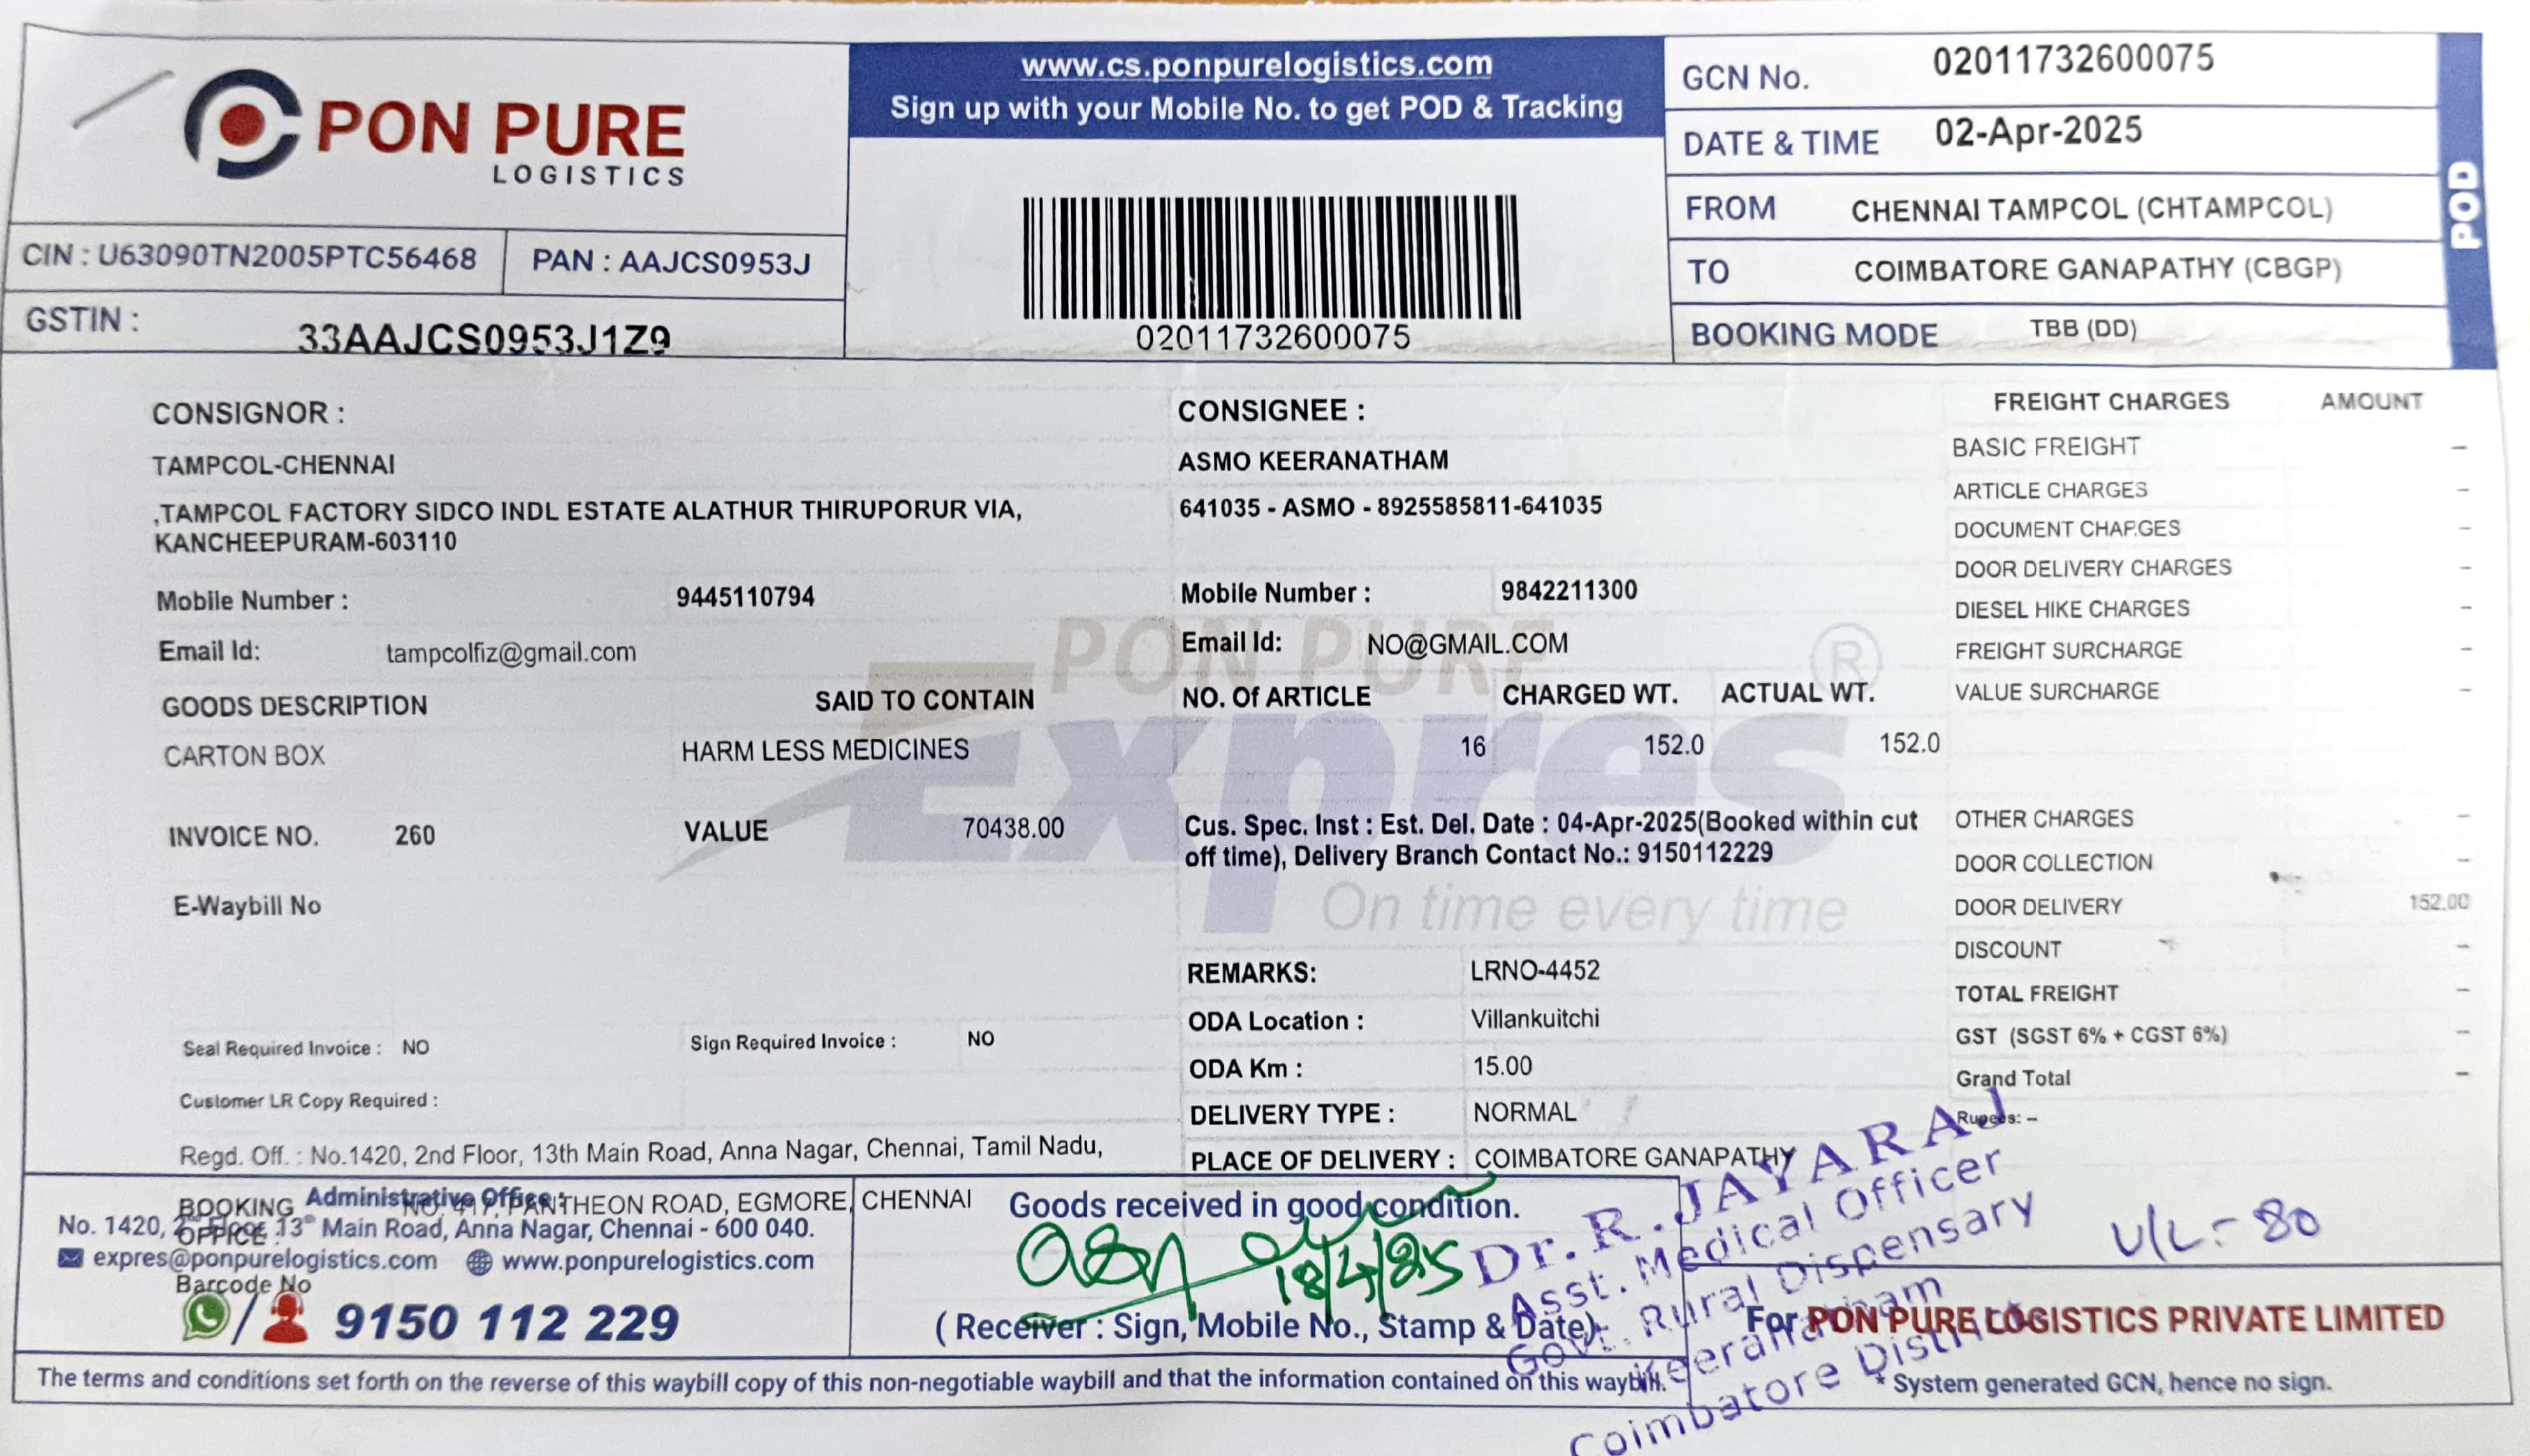 PON PURE
LOGISTICS
CIN : U63090TN2005PTC56468
PAN : AAJCS0953J
GSTIN :
33AAJCS0953J1Z9
www.cs.ponpurelogistics.com
Sign up with your Mobile No. to get POD & Tracking
02011732600075
GCN No. 02011732600075
DATE & TIME 02-Apr-2025
FROM CHENNAI TAMPCOL (CHTAMPCOL)
TO COIMBATORE GANAPATHY (CBGP)
BOOKING MODE TBB (DD)
POD
CONSIGNOR :
TAMPCOL-CHENNAI
,TAMPCOL FACTORY SIDCO INDL ESTATE ALATHUR THIRUPORUR VIA,
KANCHEEPURAM-603110
Mobile Number : 9445110794
Email Id: tampcolfiz@gmail.com
CONSIGNEE :
ASMO KEERANATHAM
641035 - ASMO - 8925585811-641035
Mobile Number : 9842211300
Email Id: NO@GMAIL.COM
PON PURE ®
Expres
On time every time
GOODS DESCRIPTION SAID TO CONTAIN NO. Of ARTICLE CHARGED WT. ACTUAL WT.
CARTON BOX HARM LESS MEDICINES 16 152.0 152.0
INVOICE NO. 260 VALUE 70438.00
E-Waybill No
Cus. Spec. Inst : Est. Del. Date : 04-Apr-2025(Booked within cut
off time), Delivery Branch Contact No.: 9150112229
REMARKS: LRNO-4452
ODA Location : Villankuitchi
ODA Km : 15.00
DELIVERY TYPE : NORMAL
PLACE OF DELIVERY : COIMBATORE GANAPATHY
Seal Required Invoice : NO Sign Required Invoice : NO
Customer LR Copy Required :
Regd. Off. : No.1420, 2nd Floor, 13th Main Road, Anna Nagar, Chennai, Tamil Nadu,
FREIGHT CHARGES AMOUNT
BASIC FREIGHT –
ARTICLE CHARGES –
DOCUMENT CHARGES –
DOOR DELIVERY CHARGES –
DIESEL HIKE CHARGES –
FREIGHT SURCHARGE –
VALUE SURCHARGE –
OTHER CHARGES –
DOOR COLLECTION –
DOOR DELIVERY 152.00
DISCOUNT –
TOTAL FREIGHT –
GST (SGST 6% + CGST 6%) –
Grand Total –
Rupees: –
BOOKING OFFICE : PANTHEON ROAD, EGMORE, CHENNAI
Administrative Office :
No. 1420, 2nd Floor, 13th Main Road, Anna Nagar, Chennai - 600 040.
expres@ponpurelogistics.com www.ponpurelogistics.com
Barcode No
/ 9150 112 229
Goods received in good condition.
18/4/25
( Receiver : Sign, Mobile No., Stamp & Date)
Dr. R. JAYARAJ
Asst. Medical Officer
Govt. Rural Dispensary
Keeranatham
Coimbatore District
U/L:- 80
For PON PURE LOGISTICS PRIVATE LIMITED
The terms and conditions set forth on the reverse of this waybill copy of this non-negotiable waybill and that the information contained on this waybill.
* System generated GCN, hence no sign.